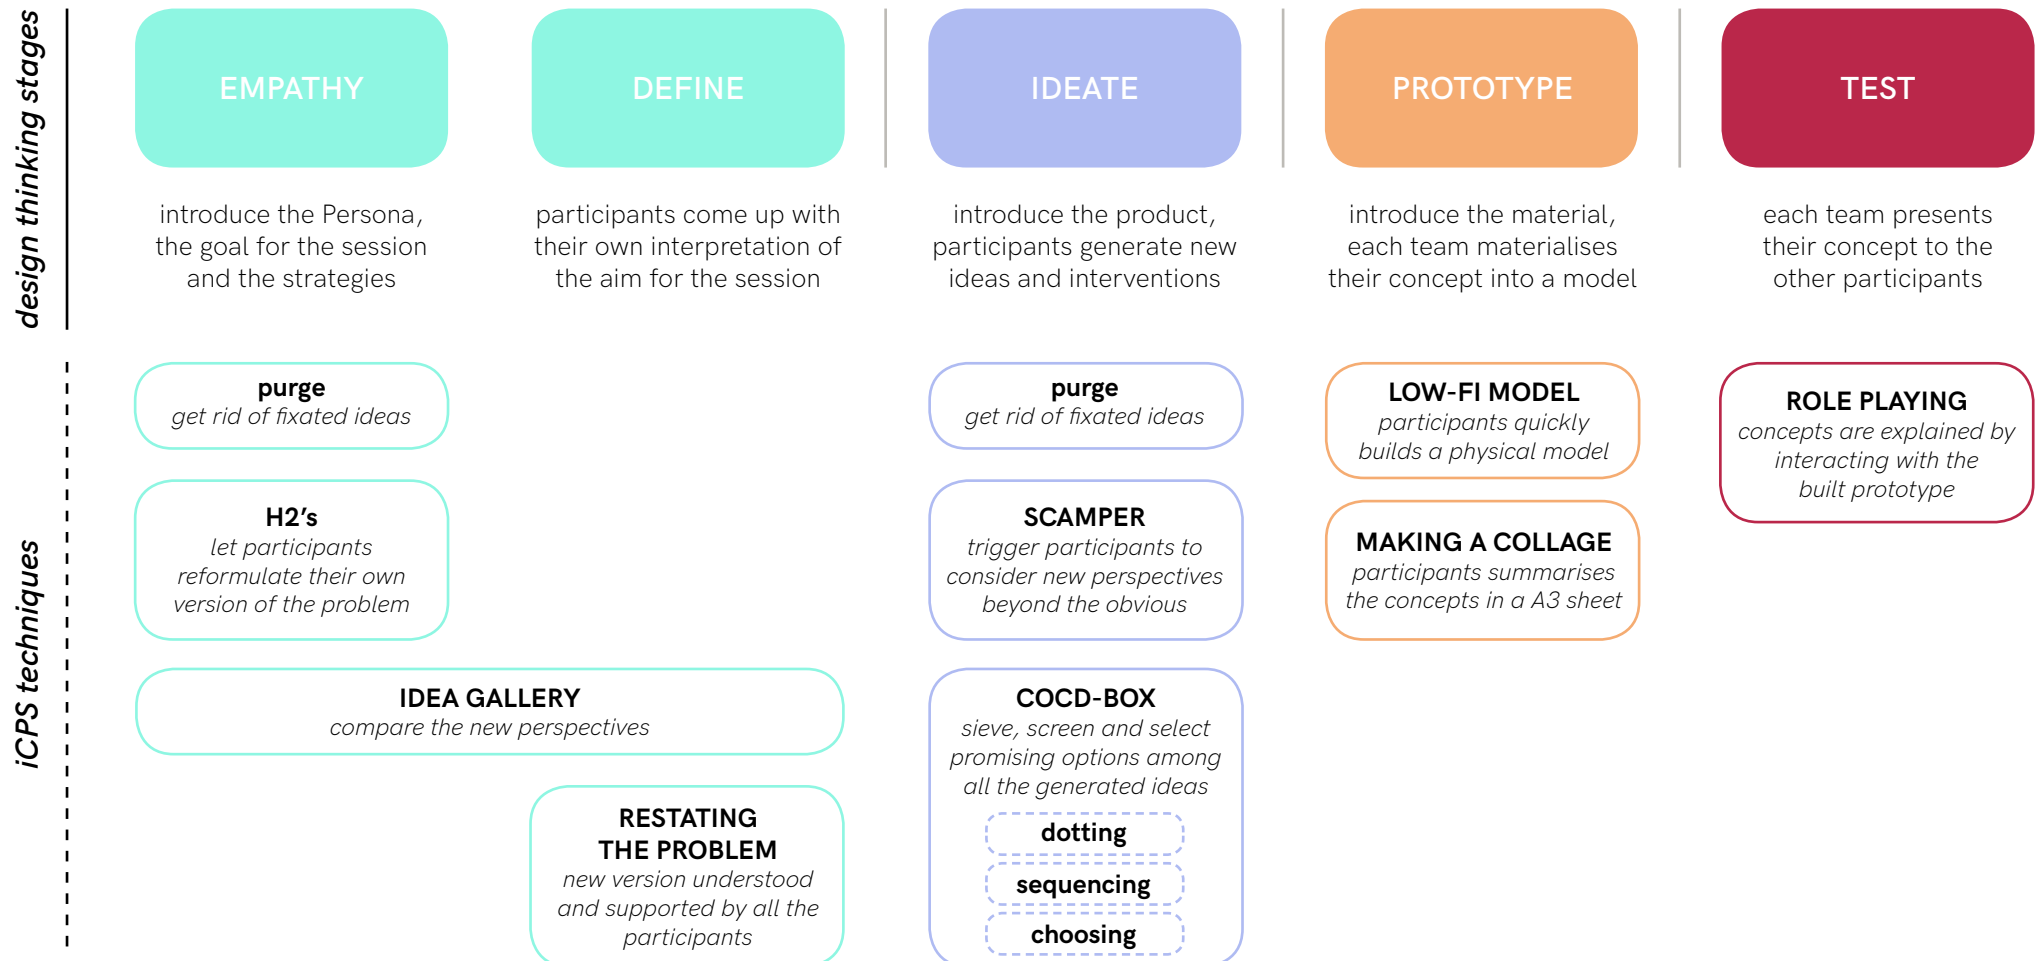 design thinking stages
EMPATHY
introduce the Persona,
the goal for the session
and the strategies
DEFINE
participants come up with
their own interpretation of
the aim for the session
IDEATE
introduce the product,
participants generate new
ideas and interventions
PROTOTYPE
introduce the material,
each team materialises
their concept into a model
TEST
each team presents
their concept to the
other participants
iCPS techniques
purge
get rid of fixated ideas
H2's
let participants
reformulate their own
version of the problem
IDEA GALLERY
compare the new perspectives
RESTATING
THE PROBLEM
new version understood
and supported by all the
participants
purge
get rid of fixated ideas
SCAMPER
trigger participants to
consider new perspectives
beyond the obvious
COCD-BOX
sieve, screen and select
promising options among
all the generated ideas
dotting
sequencing
choosing
LOW-FI MODEL
participants quickly
builds a physical model
MAKING A COLLAGE
participants summarises
the concepts in a A3 sheet
ROLE PLAYING
concepts are explained by
interacting with the
built prototype